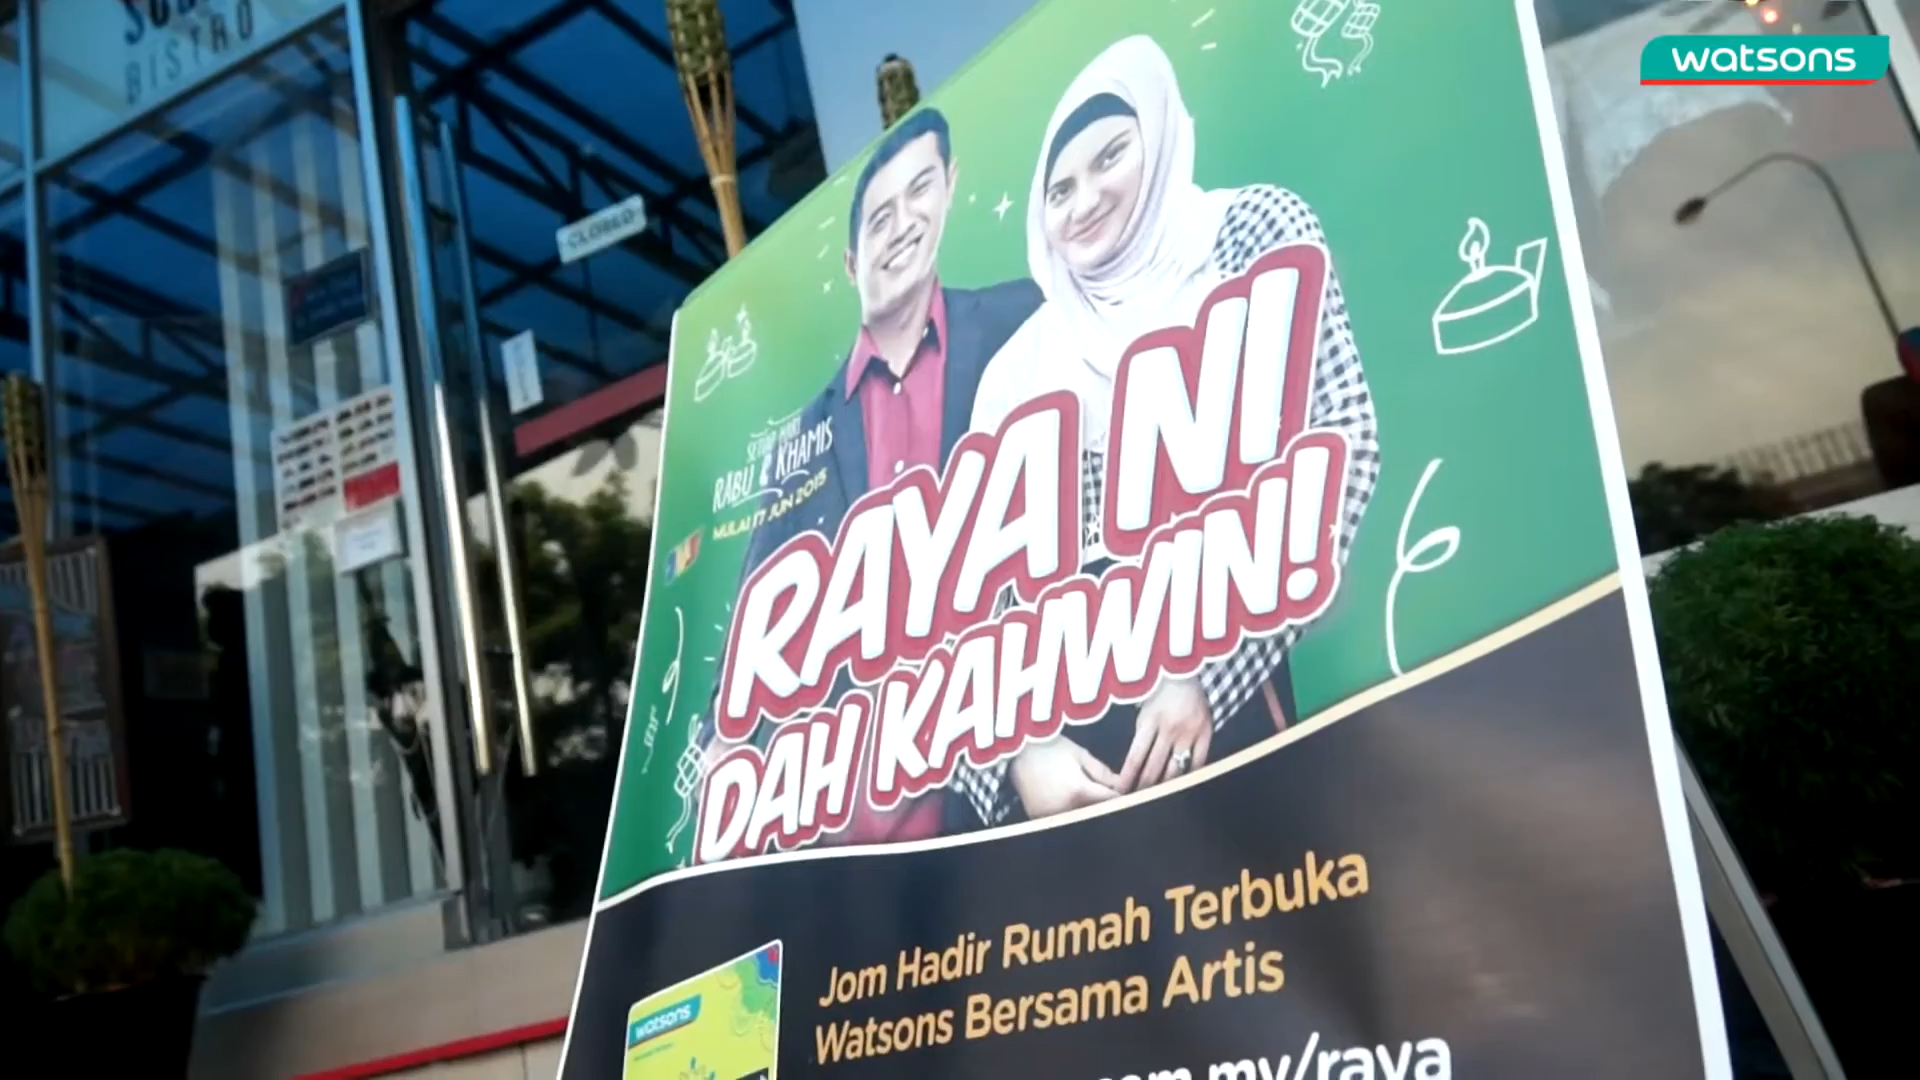 watsons
BISTRO
CLOSED
SETIAP HARI
RABU & KHAMIS
MULAI 17 JUN 2015
RAYA NI
DAH KAHWIN!
Jom Hadir Rumah Terbuka
Watsons Bersama Artis
watsons
my/raya